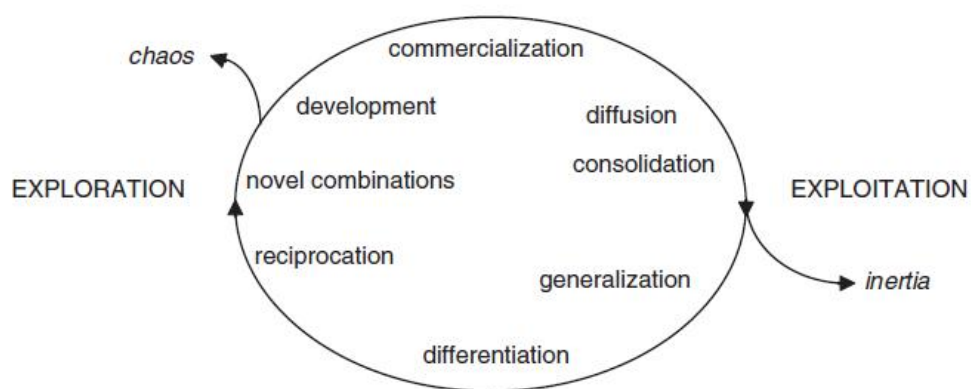 commercialization
chaos
development
diffusion
consolidation
EXPLORATION
novel combinations
EXPLOITATION
reciprocation
generalization
inertia
differentiation